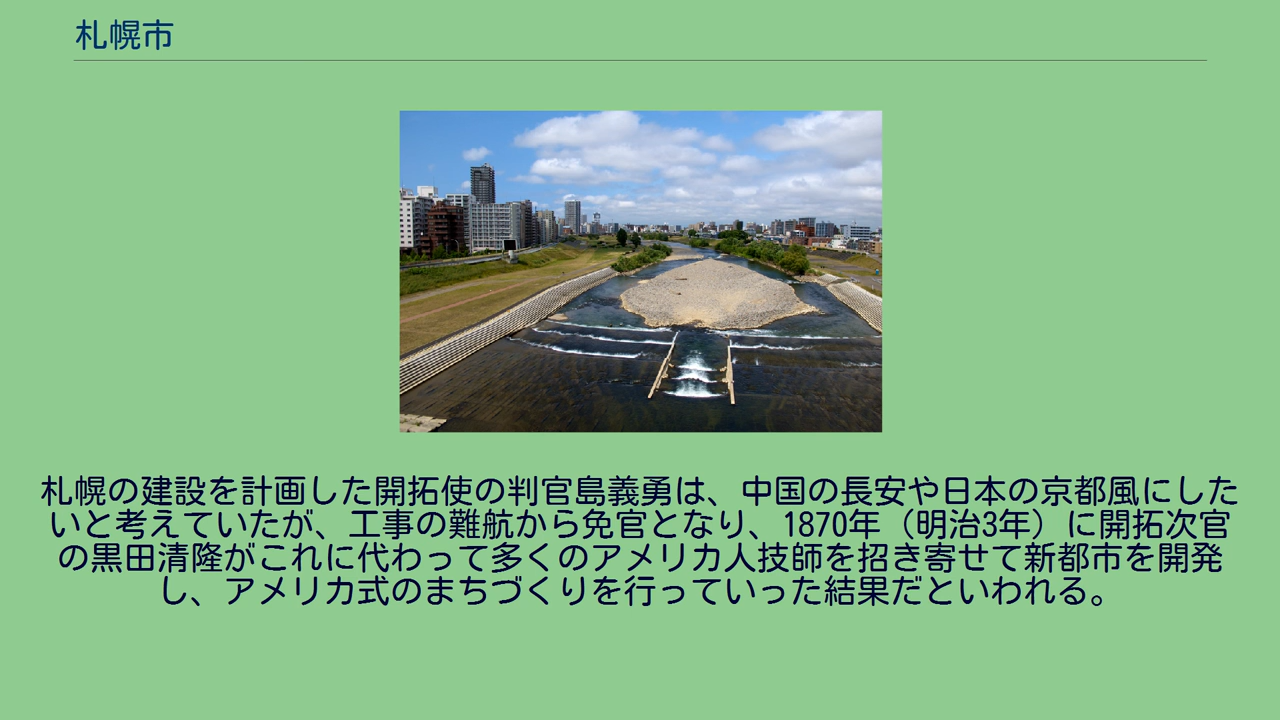 札幌市
札幌の建設を計画した開拓使の判官島義勇は、中国の長安や日本の京都風にした
いと考えていたが、工事の難航から免官となり、1870年（明治3年）に開拓次官
の黒田清隆がこれに代わって多くのアメリカ人技師を招き寄せて新都市を開発
し、アメリカ式のまちづくりを行っていった結果だといわれる。